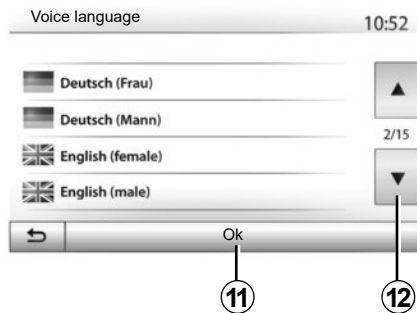 Voice language
10:52
Deutsch (Frau)
Deutsch (Mann)
2/15
English (female)
English (male)
Ok
11
12